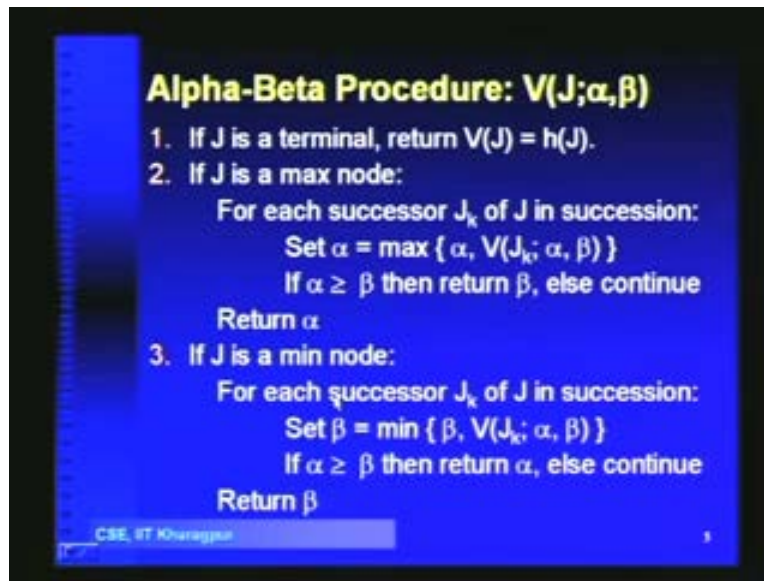 Alpha-Beta Procedure: V(J;α,β)
1. If J is a terminal, return V(J) = h(J).
2. If J is a max node:
For each successor Jₖ of J in succession:
Set α = max { α, V(Jₖ; α, β) }
If α ≥ β then return β, else continue
Return α
3. If J is a min node:
For each successor Jₖ of J in succession:
Set β = min { β, V(Jₖ; α, β) }
If α ≥ β then return α, else continue
Return β
CSE, IIT Kharagpur